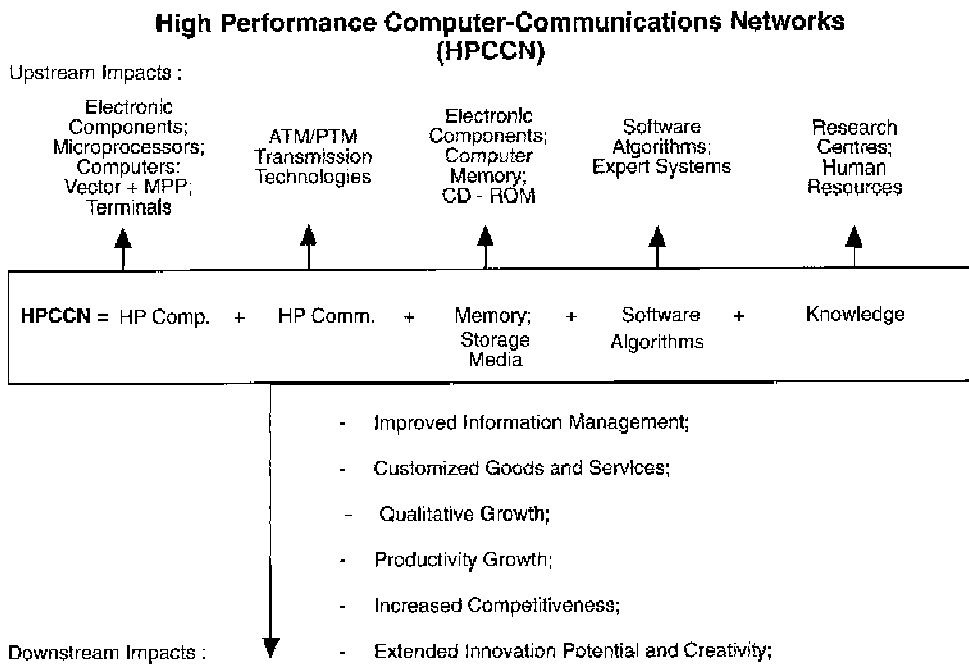 High Performance Computer-Communications Networks
(HPCCN)
Upstream Impacts :
Electronic
Components;
Microprocessors;
Computers:
Vector + MPP;
Terminals
ATM/PTM
Transmission
Technologies
Electronic
Components;
Computer
Memory;
CD - ROM
Software
Algorithms;
Expert Systems
Research
Centres;
Human
Resources
HPCCN = HP Comp. + HP Comm. + Memory; + Software + Knowledge
Storage
Media
Algorithms
- Improved Information Management;
- Customized Goods and Services;
- Qualitative Growth;
- Productivity Growth;
- Increased Competitiveness;
Downstream Impacts : - Extended Innovation Potential and Creativity;